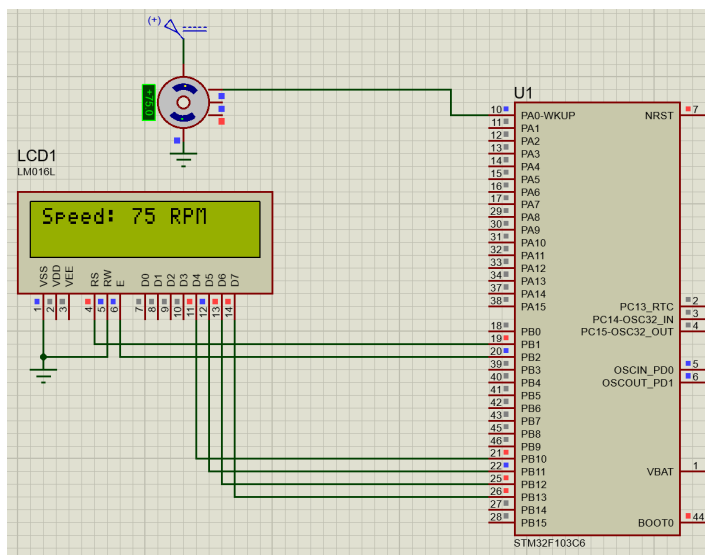 (+)
+75.0
LCD1
LM016L
Speed: 75 RPM
VSS
VDD
VEE
RS
RW
E
D0
D1
D2
D3
D4
D5
D6
D7
1
2
3
4
5
6
7
8
9
10
11
12
13
14
U1
10 PA0-WKUP NRST 7
11 PA1
12 PA2
13 PA3
14 PA4
15 PA5
16 PA6
17 PA7
29 PA8
30 PA9
31 PA10
32 PA11
33 PA12
34 PA13
37 PA14
38 PA15 PC13_RTC 2
PC14-OSC32_IN 3
18 PB0 PC15-OSC32_OUT 4
19 PB1
20 PB2
39 PB3 OSCIN_PD0 5
40 PB4 OSCOUT_PD1 6
41 PB5
42 PB6
43 PB7
45 PB8
46 PB9
21 PB10
22 PB11 VBAT 1
25 PB12
26 PB13
27 PB14
28 PB15 BOOT0 44
STM32F103C6